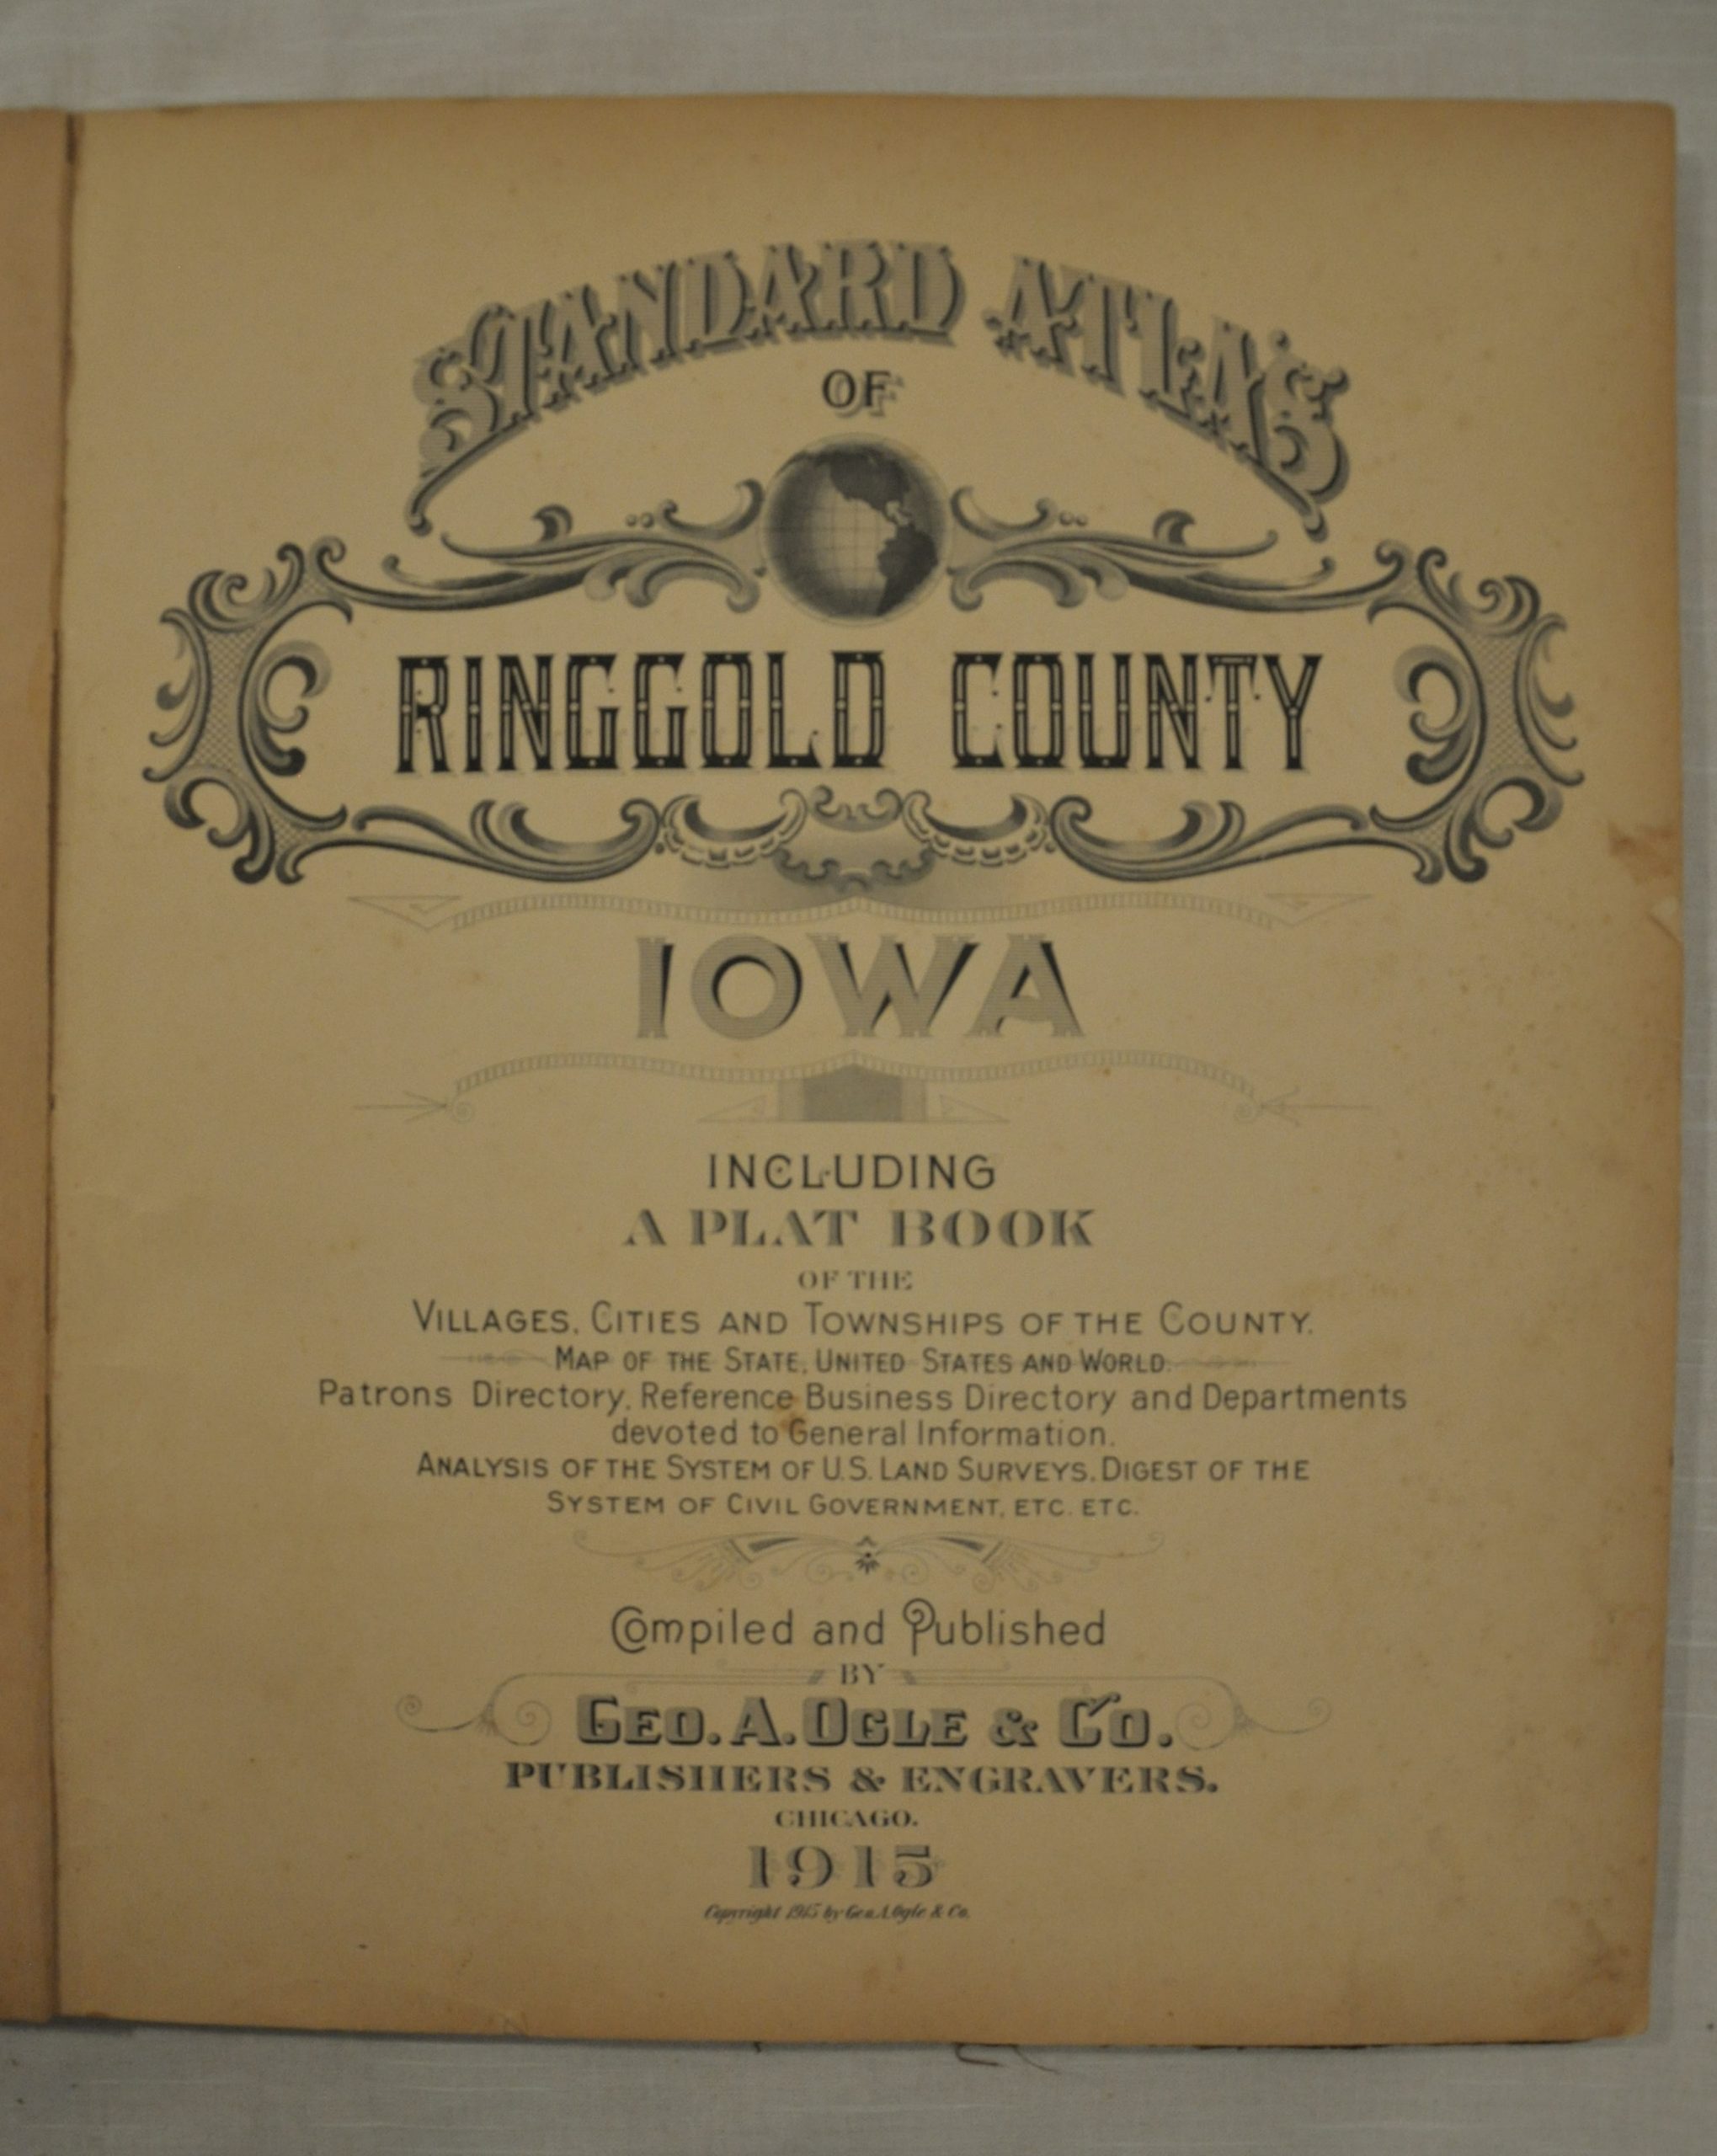 STANDARD ATLAS
OF
RINGGOLD COUNTY
IOWA
INCLUDING
A PLAT BOOK
OF THE
VILLAGES, CITIES AND TOWNSHIPS OF THE COUNTY.
MAP OF THE STATE, UNITED STATES AND WORLD.
Patrons Directory, Reference Business Directory and Departments
devoted to General Information.
ANALYSIS OF THE SYSTEM OF U.S. LAND SURVEYS, DIGEST OF THE
SYSTEM OF CIVIL GOVERNMENT, ETC. ETC.
Compiled and Published
BY
GEO. A. OGLE & CO.
PUBLISHERS & ENGRAVERS.
CHICAGO.
1915
Copyright 1915 by Geo. A. Ogle & Co.